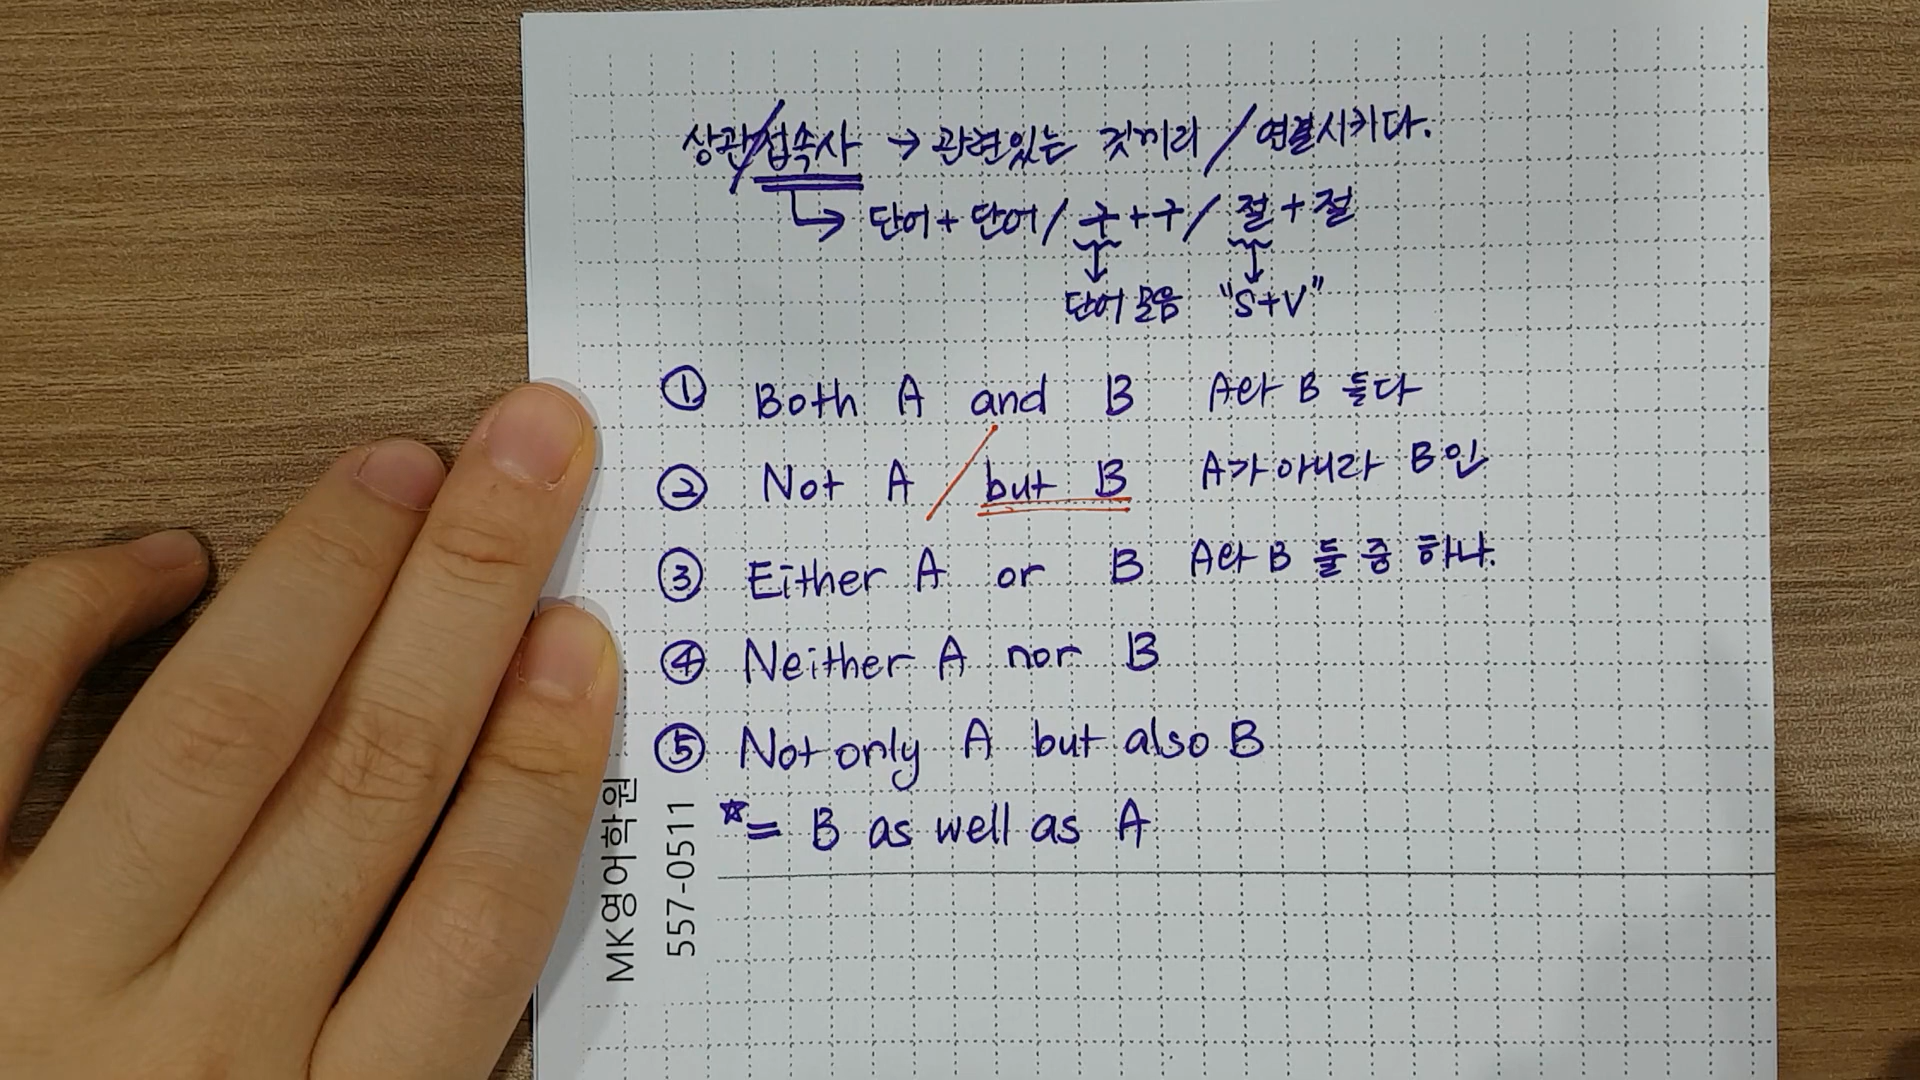 상관/접속사 → 관련있는 것끼리 / 연결시키다.
↳ 단어 + 단어 / 구 + 구 / 절 + 절
↓ ↓
단어 모음 "S+V"
① Both A and B A와 B 둘다
② Not A / but B A가 아니라 B인
③ Either A or B A와 B 둘 중 하나.
④ Neither A nor B
⑤ Not only A but also B
☆= B as well as A
MK영어학원
557-0511